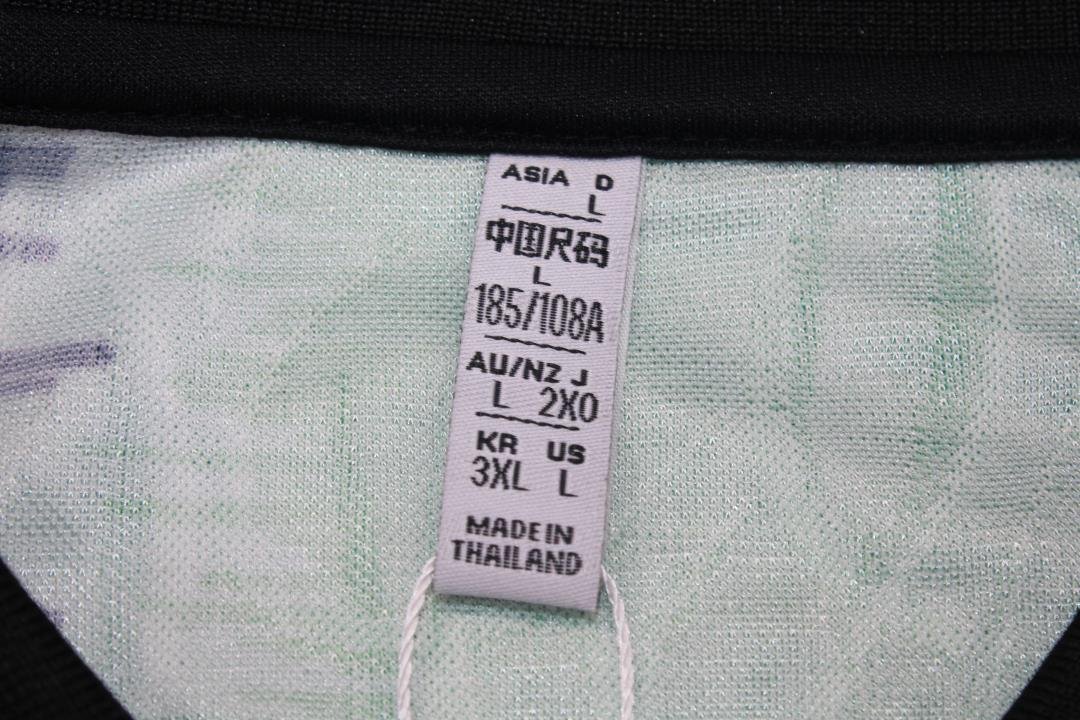 ASIA D
L
中国尺码
L
185/108A
AU/NZ J
L 2XO
KR US
3XL L
MADE IN
THAILAND